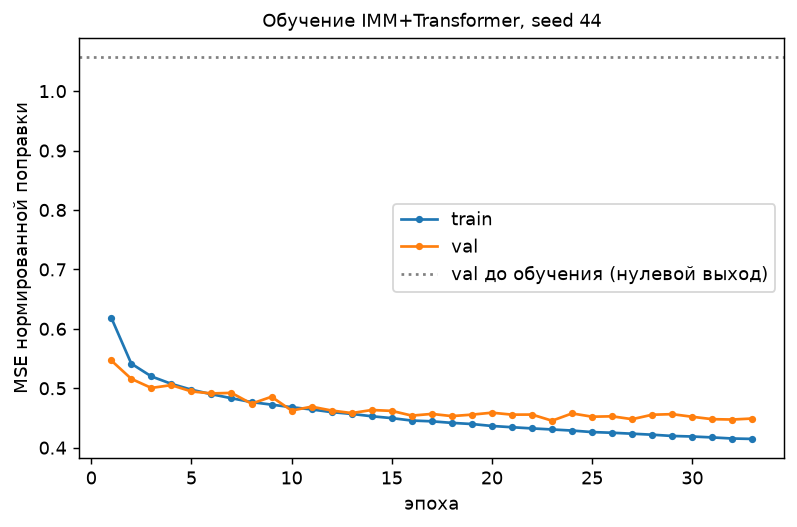 Обучение IMM+Transformer, seed 44
MSE нормированной поправки
1.0
0.9
0.8
0.7
0.6
0.5
0.4
train
val
val до обучения (нулевой выход)
0 5 10 15 20 25 30
эпоха